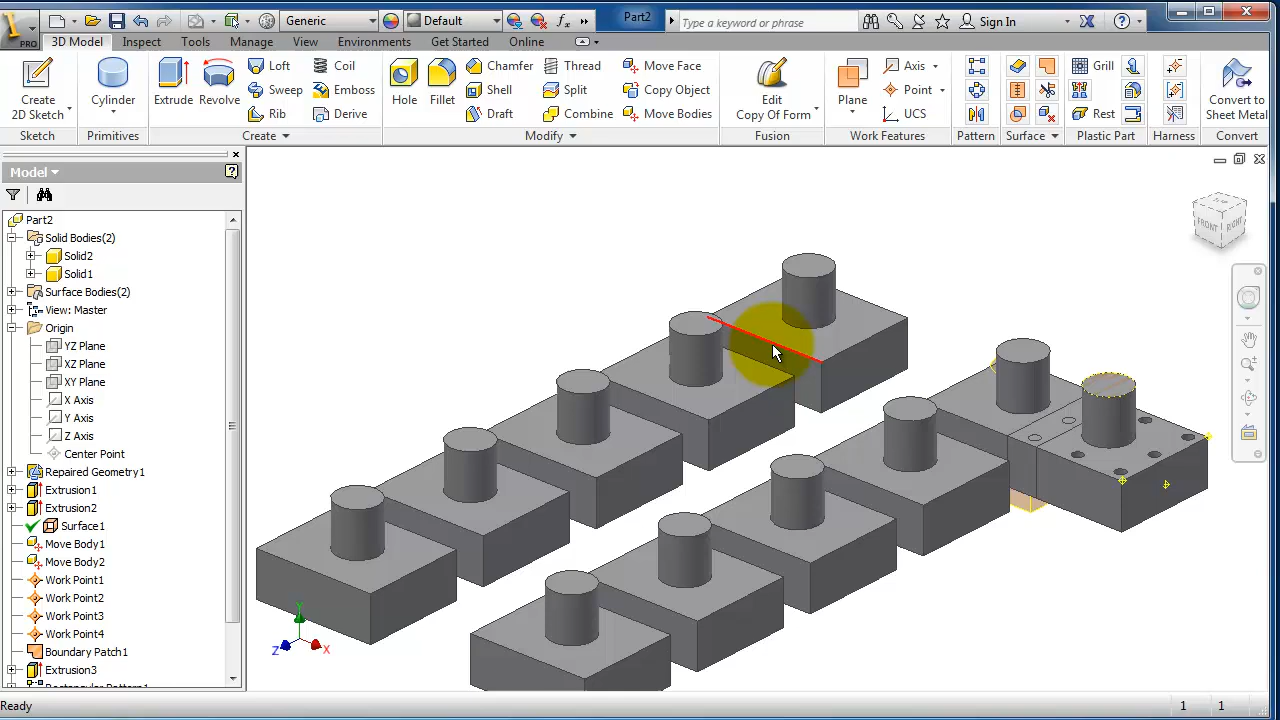 PRO
Generic
Default
fx
Part2
Type a keyword or phrase
Sign In
3D Model Inspect Tools Manage View Environments Get Started Online
Create 2D Sketch
Cylinder
Extrude
Revolve
Loft
Sweep
Rib
Coil
Emboss
Derive
Hole
Fillet
Chamfer
Shell
Draft
Thread
Split
Combine
Move Face
Copy Object
Move Bodies
Edit Copy Of Form
Plane
Axis
Point
UCS
Grill
Rest
Convert to Sheet Metal
Sketch Primitives Create Modify Fusion Work Features Pattern Surface Plastic Part Harness Convert
Model
Part2
Solid Bodies(2)
Solid2
Solid1
Surface Bodies(2)
View: Master
Origin
YZ Plane
XZ Plane
XY Plane
X Axis
Y Axis
Z Axis
Center Point
Repaired Geometry1
Extrusion1
Extrusion2
Surface1
Move Body1
Move Body2
Work Point1
Work Point2
Work Point3
Work Point4
Boundary Patch1
Extrusion3
Rectangular Pattern1
FRONT
RIGHT
Y
Z
X
Ready
1 1